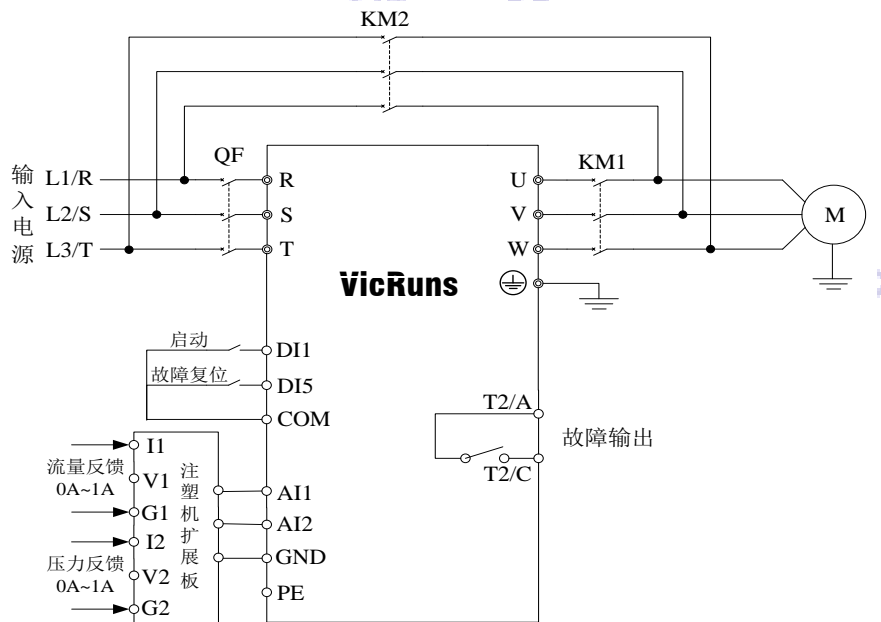 KM2
QF
KM1
输入电源
L1/R
L2/S
L3/T
R
S
T
U
V
W
M
VicRuns
启动
DI1
故障复位
DI5
COM
T2/A
故障输出
T2/C
I1
流量反馈
0A~1A
V1
G1
I2
压力反馈
0A~1A
V2
G2
注塑机扩展板
AI1
AI2
GND
PE